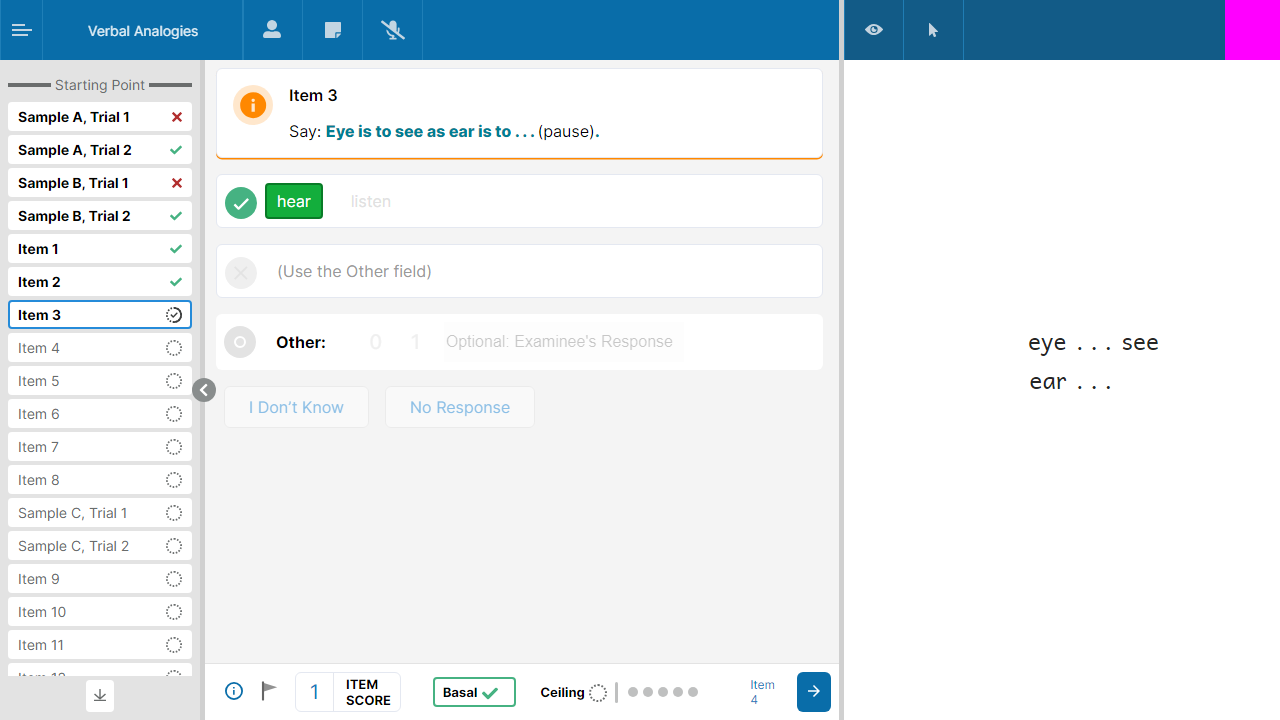 Verbal Analogies
Starting Point
Sample A, Trial 1
Sample A, Trial 2
Sample B, Trial 1
Sample B, Trial 2
Item 1
Item 2
Item 3
Item 4
Item 5
Item 6
Item 7
Item 8
Sample C, Trial 1
Sample C, Trial 2
Item 9
Item 10
Item 11
Item 12
Item 3
Say: Eye is to see as ear is to . . . (pause).
hear listen
(Use the Other field)
Other: 0 1 Optional: Examinee's Response
I Don't Know No Response
1 ITEM SCORE
Basal
Ceiling
Item 4
eye ... see
ear ...